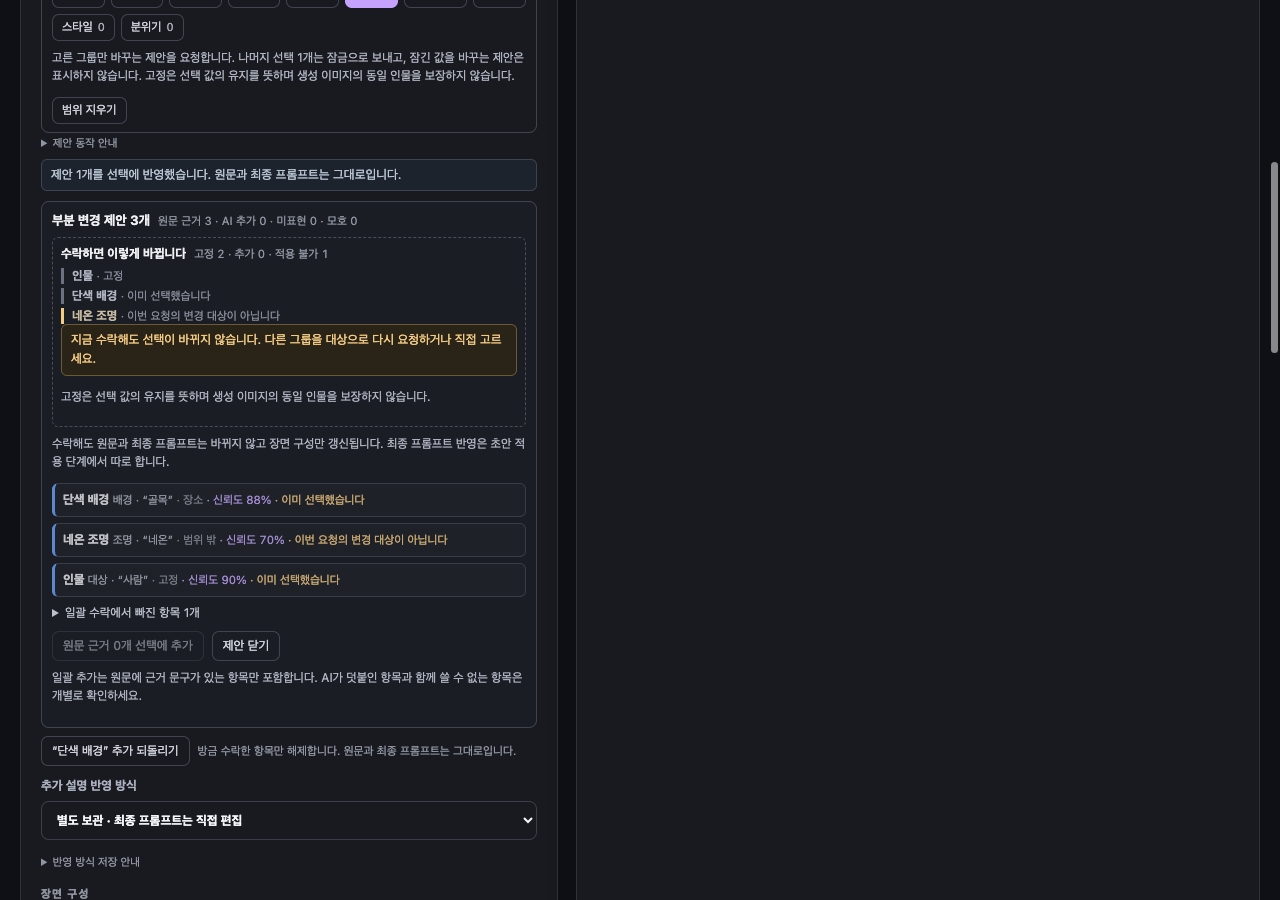 스타일 0 분위기 0
고른 그룹만 바꾸는 제안을 요청합니다. 나머지 선택 1개는 잠금으로 보내고, 잠긴 값을 바꾸는 제안은
표시하지 않습니다. 고정은 선택 값의 유지를 뜻하며 생성 이미지의 동일 인물을 보장하지 않습니다.
범위 지우기
▶ 제안 동작 안내
제안 1개를 선택에 반영했습니다. 원문과 최종 프롬프트는 그대로입니다.
부분 변경 제안 3개 원문 근거 3 · AI 추가 0 · 미표현 0 · 모호 0
수락하면 이렇게 바뀝니다 고정 2 · 추가 0 · 적용 불가 1
인물 · 고정
단색 배경 · 이미 선택했습니다
네온 조명 · 이번 요청의 변경 대상이 아닙니다
지금 수락해도 선택이 바뀌지 않습니다. 다른 그룹을 대상으로 다시 요청하거나 직접 고르
세요.
고정은 선택 값의 유지를 뜻하며 생성 이미지의 동일 인물을 보장하지 않습니다.
수락해도 원문과 최종 프롬프트는 바뀌지 않고 장면 구성만 갱신됩니다. 최종 프롬프트 반영은 초안 적
용 단계에서 따로 합니다.
단색 배경 배경 · “골목” · 장소 · 신뢰도 88% · 이미 선택했습니다
네온 조명 조명 · “네온” · 범위 밖 · 신뢰도 70% · 이번 요청의 변경 대상이 아닙니다
인물 대상 · “사람” · 고정 · 신뢰도 90% · 이미 선택했습니다
▶ 일괄 수락에서 빠진 항목 1개
원문 근거 0개 선택에 추가 제안 닫기
일괄 추가는 원문에 근거 문구가 있는 항목만 포함합니다. AI가 덧붙인 항목과 함께 쓸 수 없는 항목은
개별로 확인하세요.
“단색 배경” 추가 되돌리기 방금 수락한 항목만 해제합니다. 원문과 최종 프롬프트는 그대로입니다.
추가 설명 반영 방식
별도 보관 · 최종 프롬프트는 직접 편집
▶ 반영 방식 저장 안내
장면 구성